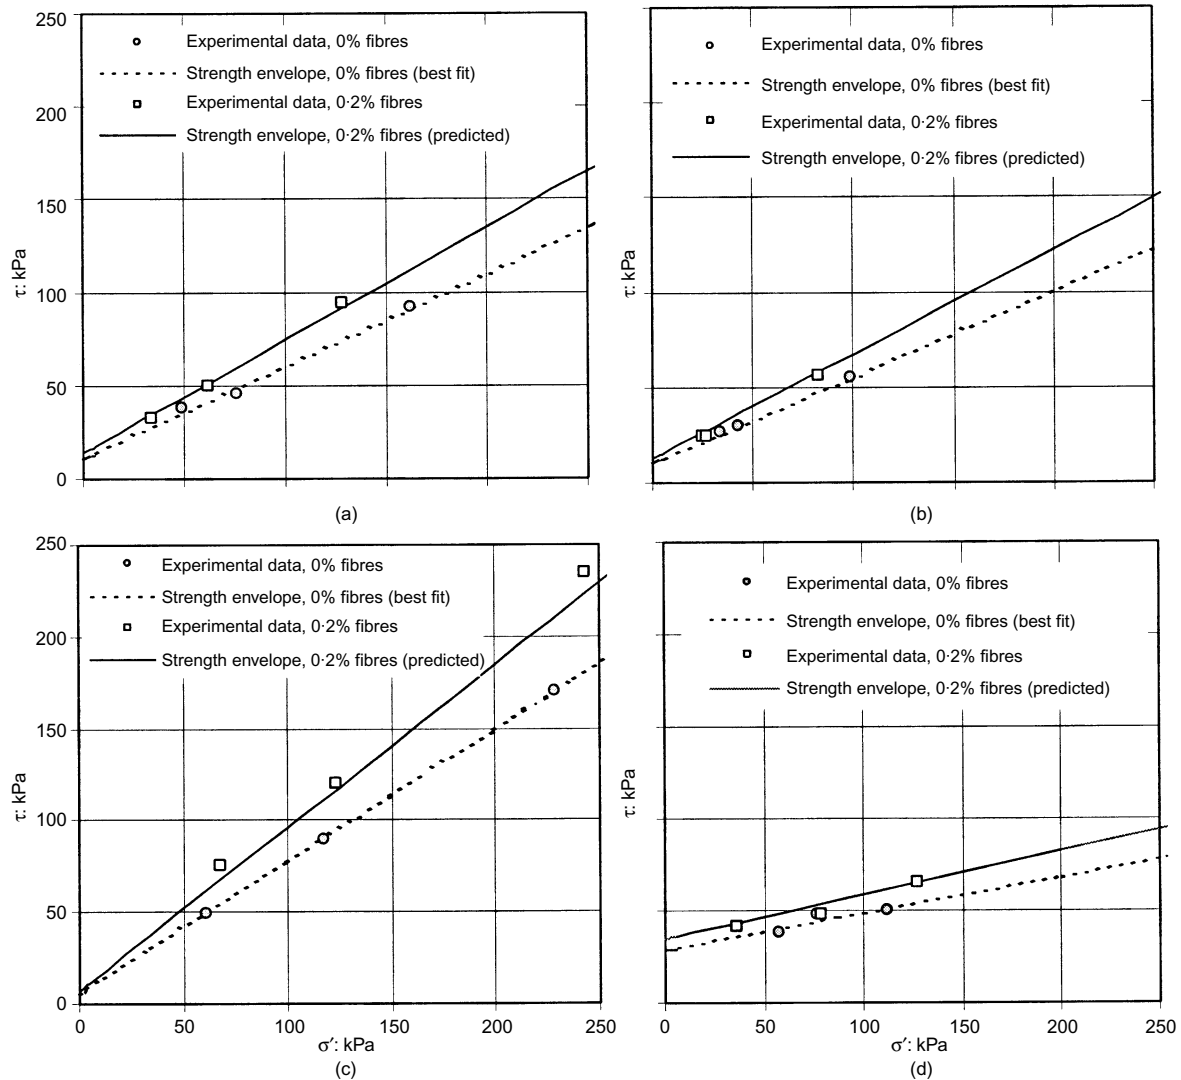 250
200
150
100
50
0
τ: kPa
Experimental data, 0% fibres
Strength envelope, 0% fibres (best fit)
Experimental data, 0·2% fibres
Strength envelope, 0·2% fibres (predicted)
(a)
τ: kPa
Experimental data, 0% fibres
Strength envelope, 0% fibres (best fit)
Experimental data, 0·2% fibres
Strength envelope, 0·2% fibres (predicted)
(b)
250
200
150
100
50
0
τ: kPa
Experimental data, 0% fibres
Strength envelope, 0% fibres (best fit)
Experimental data, 0·2% fibres
Strength envelope, 0·2% fibres (predicted)
0 50 100 150 200 250
σ′: kPa
(c)
τ: kPa
Experimental data, 0% fibres
Strength envelope, 0% fibres (best fit)
Experimental data, 0·2% fibres
Strength envelope, 0·2% fibres (predicted)
0 50 100 150 200 250
σ′: kPa
(d)